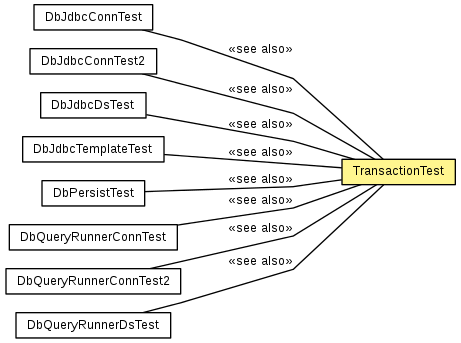 DbJdbcConnTest
«see also»
DbJdbcConnTest2
«see also»
DbJdbcDsTest
«see also»
DbJdbcTemplateTest
«see also»
TransactionTest
DbPersistTest
«see also»
«see also»
DbQueryRunnerConnTest
«see also»
DbQueryRunnerConnTest2
«see also»
DbQueryRunnerDsTest